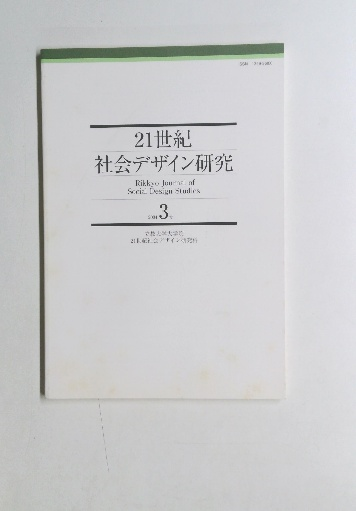 21世紀
社会デザイン研究
Rikkyo Journal of
Social Design Studies
3
立教大学大学院
21世紀社会デザイン研究科